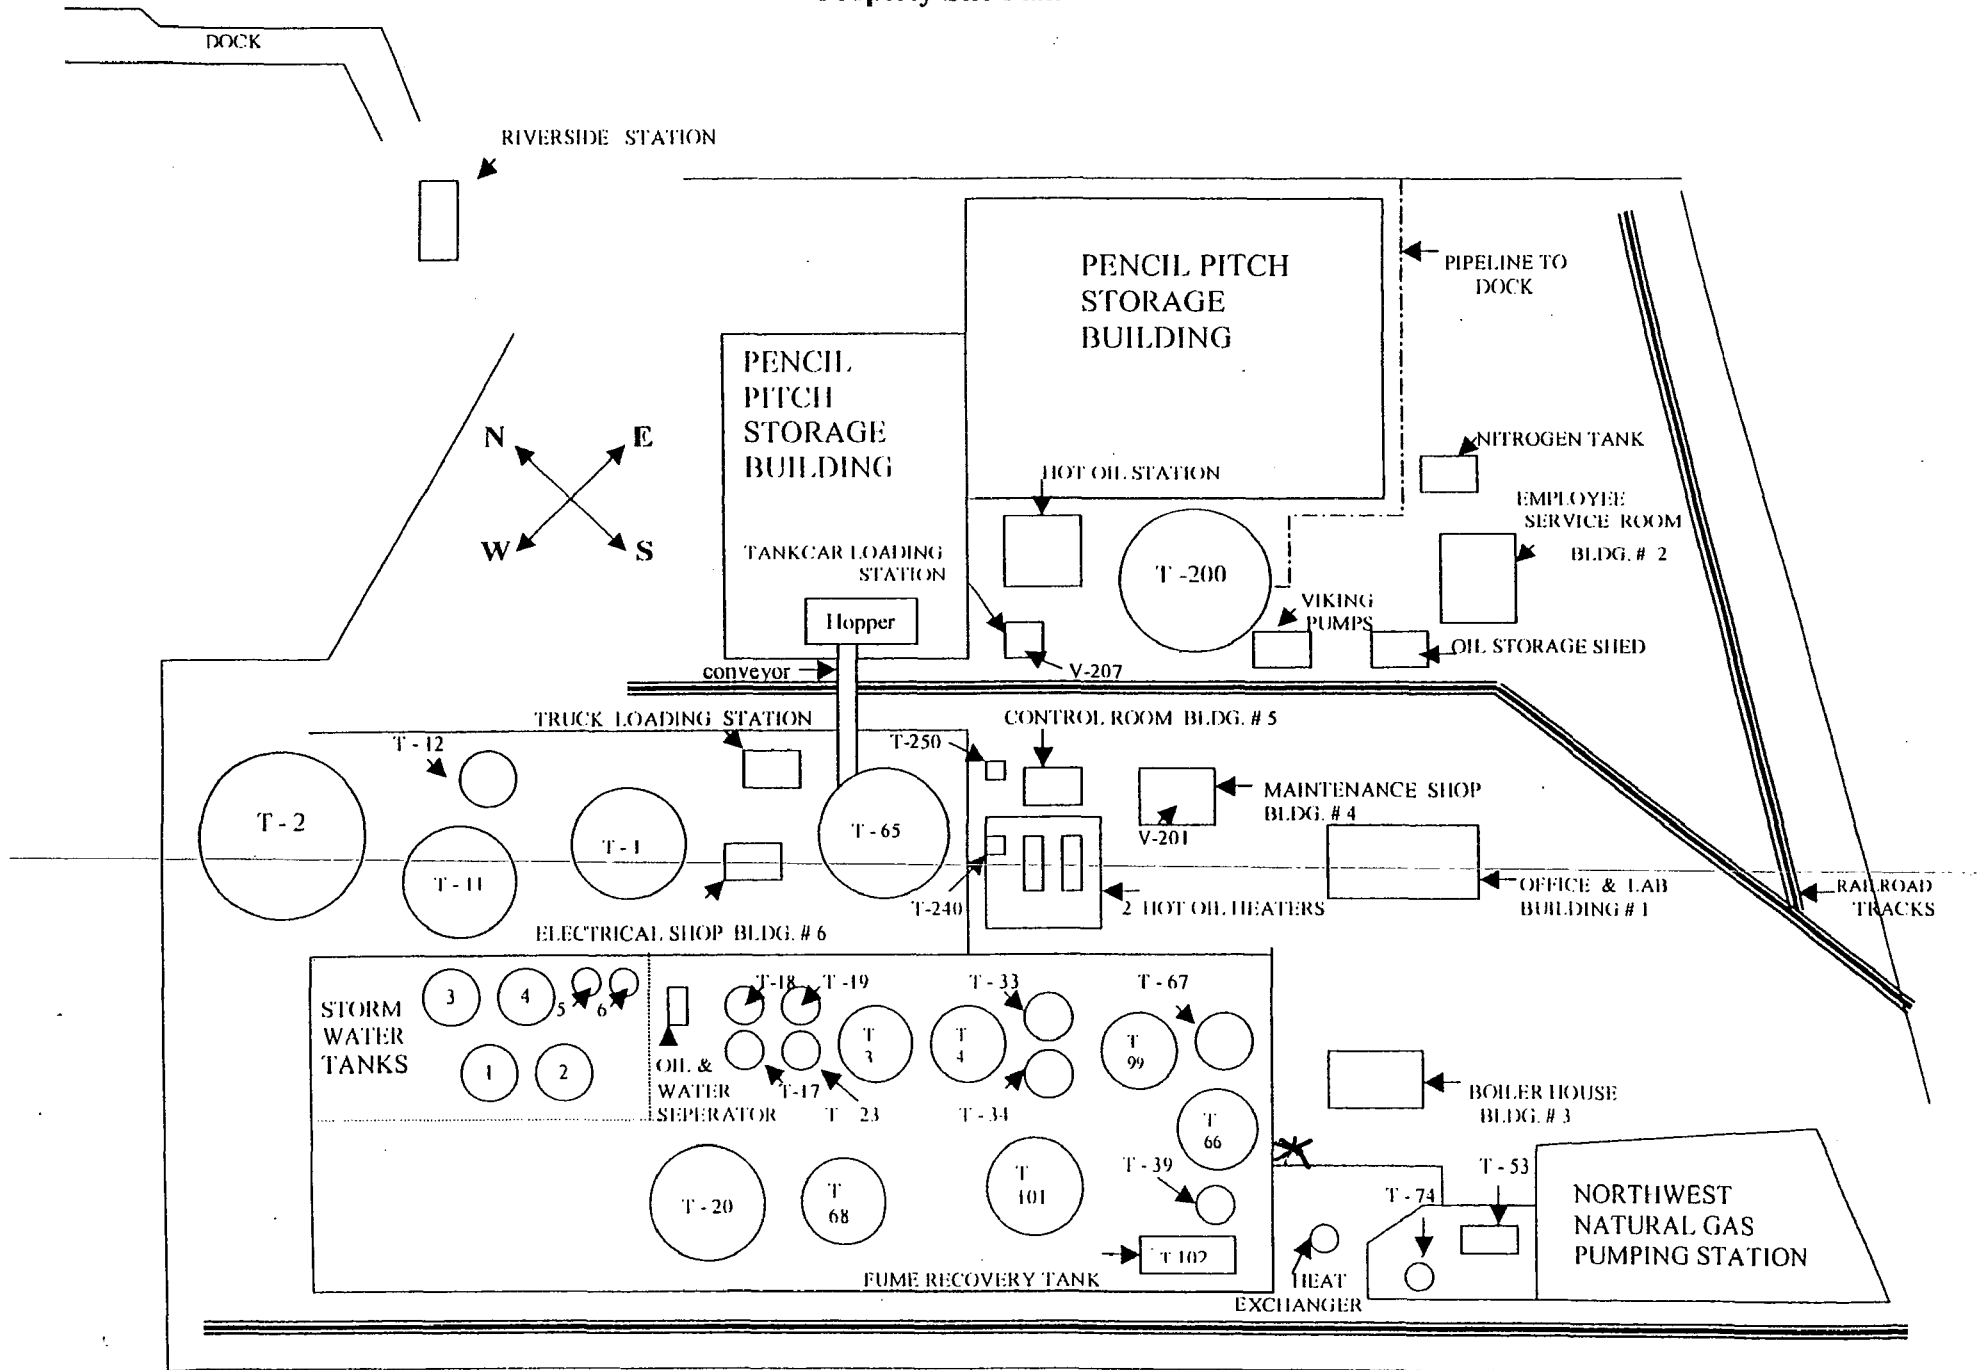 DOCK
RIVERSIDE STATION
PENCIL PITCH
STORAGE
BUILDING
PIPELINE TO
DOCK
PENCIL
PITCH
STORAGE
BUILDING
N
E
W
S
HOT OIL STATION
NITROGEN TANK
EMPLOYEE
SERVICE ROOM
BLDG. # 2
TANKCAR LOADING
STATION
T -200
VIKING
PUMPS
Hopper
OIL STORAGE SHED
conveyor
V-207
TRUCK LOADING STATION
CONTROL ROOM BLDG. # 5
T - 12
T-250
T - 2
T - 1
T - 65
MAINTENANCE SHOP
BLDG. # 4
V-201
T - 11
T-240
2 HOT OIL HEATERS
OFFICE & LAB
BUILDING # 1
RAILROAD
TRACKS
ELECTRICAL SHOP BLDG. # 6
STORM
WATER
TANKS
3
4
5
6
1
2
T-18
T -19
T - 33
T - 67
T
3
T
4
T
99
OIL &
WATER
SEPERATOR
T-17
T 23
T - 34
BOILER HOUSE
BLDG. # 3
T
66
T - 20
T
68
T
101
T - 39
T - 74
T - 53
NORTHWEST
NATURAL GAS
PUMPING STATION
T 102
FUME RECOVERY TANK
HEAT
EXCHANGER